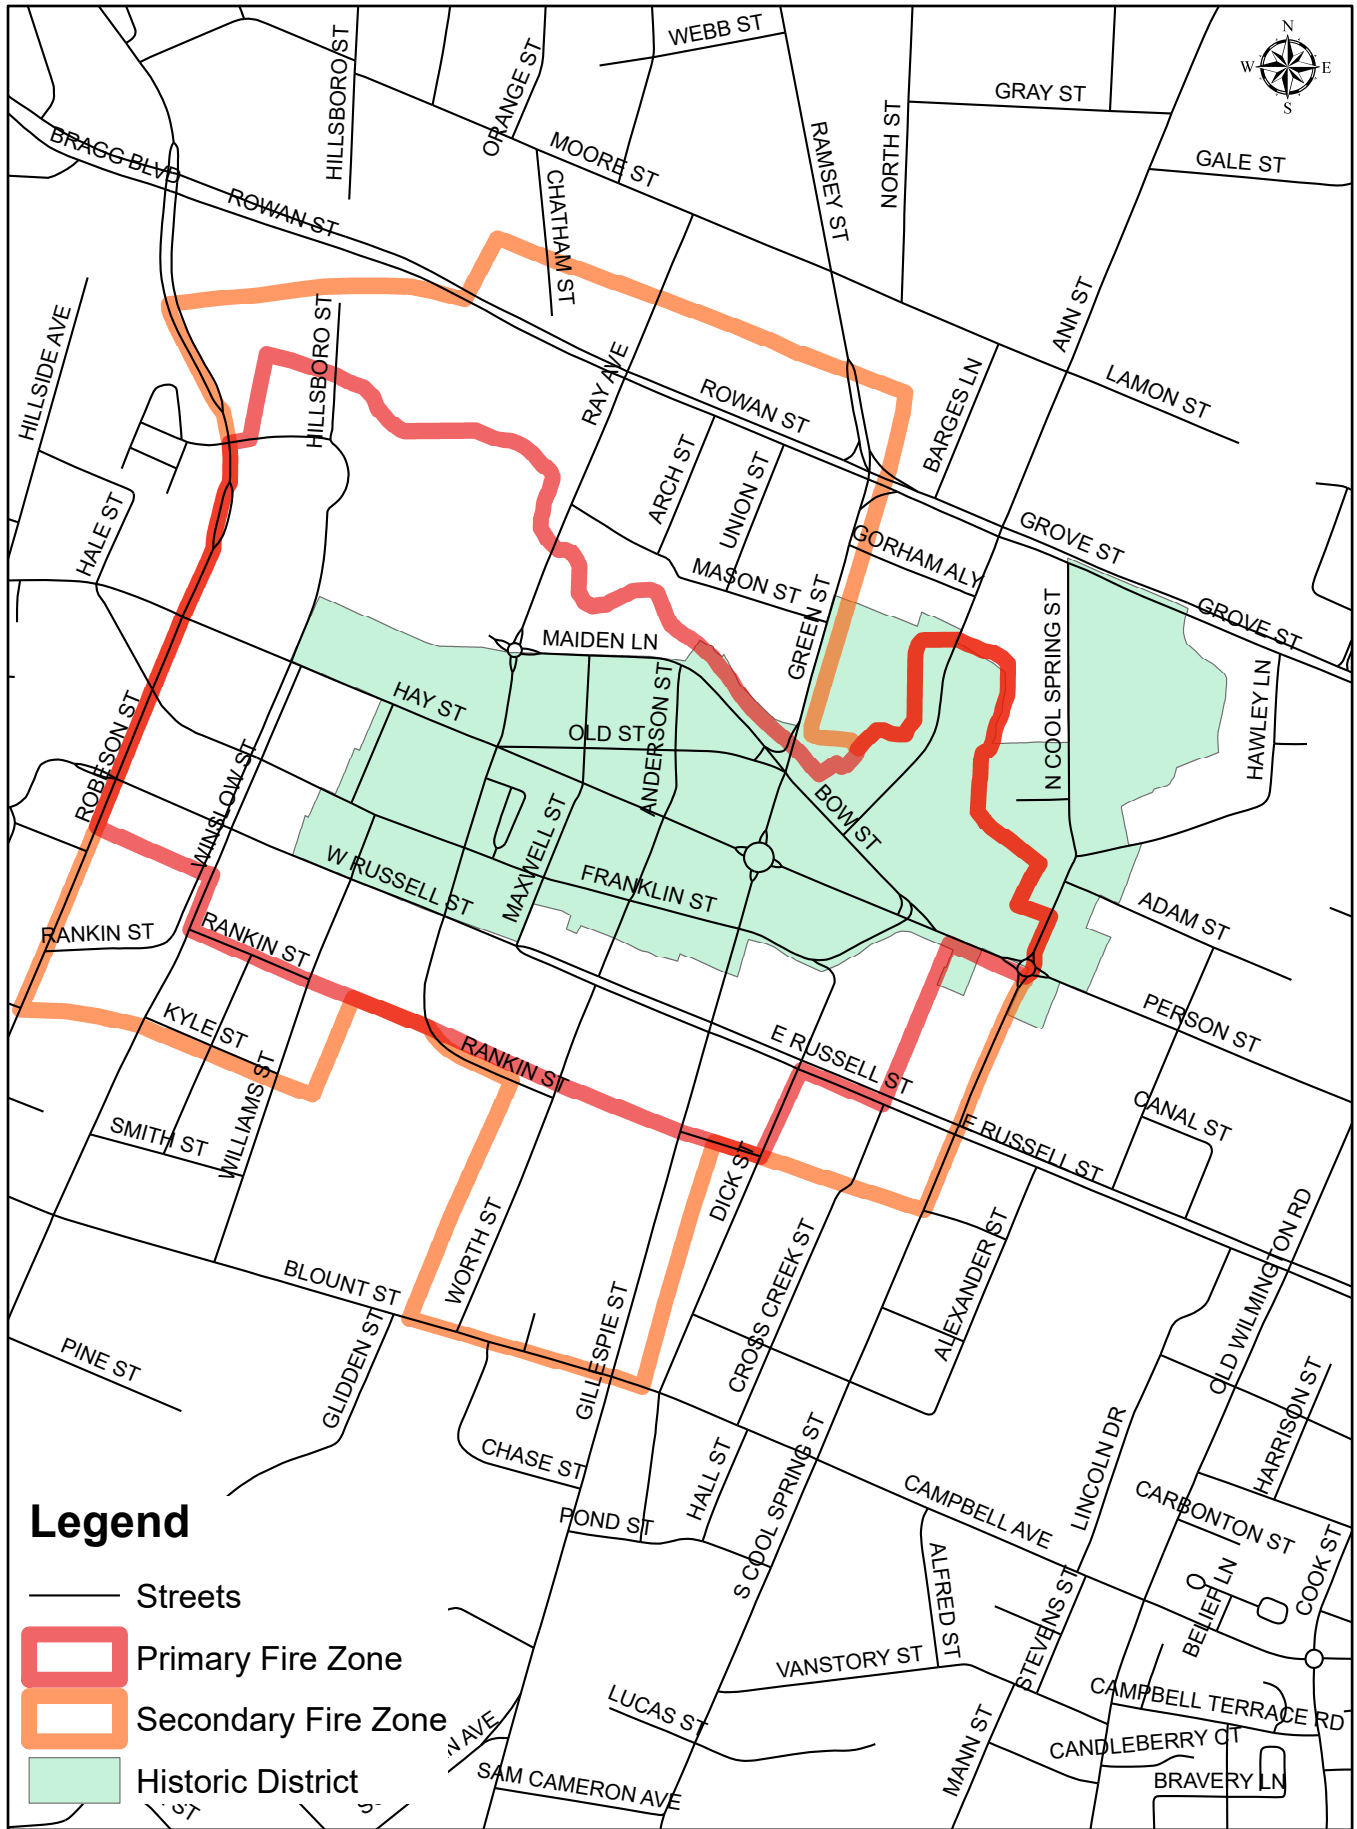 WEBB ST
N
W
E
S
HILLSBORO ST
ORANGE ST
GRAY ST
BRAGG BLVD
MOORE ST
RAMSEY ST
NORTH ST
GALE ST
ROWAN ST
CHATHAM ST
ANN ST
HILLSIDE AVE
HILLSBORO ST
RAY AVE
ROWAN ST
BARGES LN
LAMON ST
ARCH ST
UNION ST
HALE ST
GROVE ST
GORHAM ALY
MASON ST
GREEN ST
N COOL SPRING ST
GROVE ST
MAIDEN LN
HAY ST
ANDERSON ST
HAWLEY LN
OLD ST
ROBESON ST
WINSLOW ST
MAXWELL ST
BOW ST
W RUSSELL ST
FRANKLIN ST
ADAM ST
RANKIN ST
RANKIN ST
PERSON ST
KYLE ST
RANKIN ST
E RUSSELL ST
CANAL ST
SMITH ST
WILLIAMS ST
E RUSSELL ST
DICK ST
WORTH ST
CROSS CREEK ST
ALEXANDER ST
OLD WILMINGTON RD
BLOUNT ST
GILLESPIE ST
PINE ST
GLIDDEN ST
HARRISON ST
CHASE ST
HALL ST
S COOL SPRING ST
LINCOLN DR
CAMPBELL AVE
CARBONTON ST
POND ST
COOK ST
ALFRED ST
STEVENS ST
BELIEF LN
VANSTORY ST
LUCAS ST
CAMPBELL TERRACE RD
MANN ST
CANDLEBERRY CT
BRAVERY LN
SAM CAMERON AVE
N AVE
ST
Legend
Streets
Primary Fire Zone
Secondary Fire Zone
Historic District